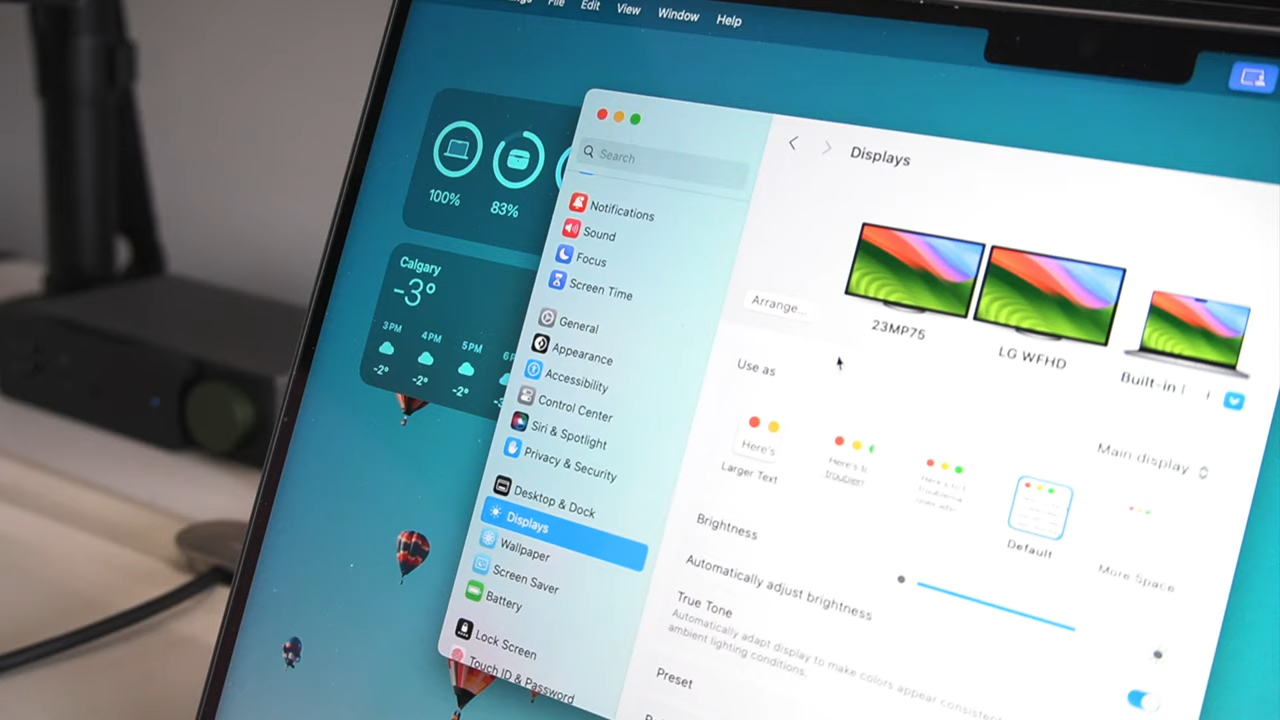 File Edit View Window Help
100%
83%
Calgary
-3°
3PM 4PM 5PM
-2° -2° -2°
Search
Notifications
Sound
Focus
Screen Time
General
Appearance
Accessibility
Control Center
Siri & Spotlight
Privacy & Security
Desktop & Dock
Displays
Wallpaper
Screen Saver
Battery
Lock Screen
Touch ID & Password
Displays
Arrange...
23MP75
LG WFHD
Built-in
Use as
Main display
Here's
Larger Text
Here's to
Default
More Space
Brightness
Automatically adjust brightness
True Tone
Automatically adapt display to make colors appear consistent
ambient lighting conditions.
Preset